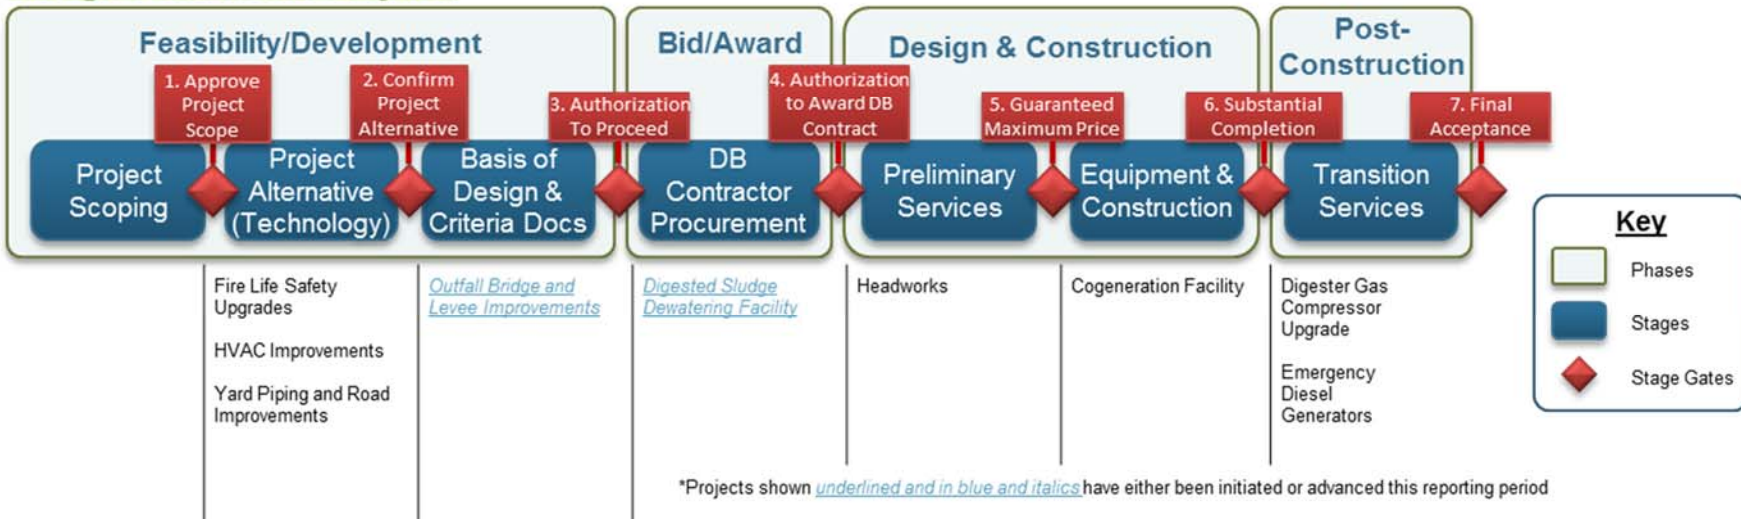 Feasibility/Development
Bid/Award
Design & Construction
Post-
Construction
1. Approve
Project
Scope
2. Confirm
Project
Alternative
3. Authorization
To Proceed
4. Authorization
to Award DB
Contract
5. Guaranteed
Maximum Price
6. Substantial
Completion
7. Final
Acceptance
Project
Scoping
Project
Alternative
(Technology)
Basis of
Design &
Criteria Docs
DB
Contractor
Procurement
Preliminary
Services
Equipment &
Construction
Transition
Services
Key
Phases
Stages
Stage Gates
Fire Life Safety
Upgrades
HVAC Improvements
Yard Piping and Road
Improvements
Outfall Bridge and
Levee Improvements
Digested Sludge
Dewatering Facility
Headworks
Cogeneration Facility
Digester Gas
Compressor
Upgrade
Emergency
Diesel
Generators
*Projects shown underlined and in blue and italics have either been initiated or advanced this reporting period